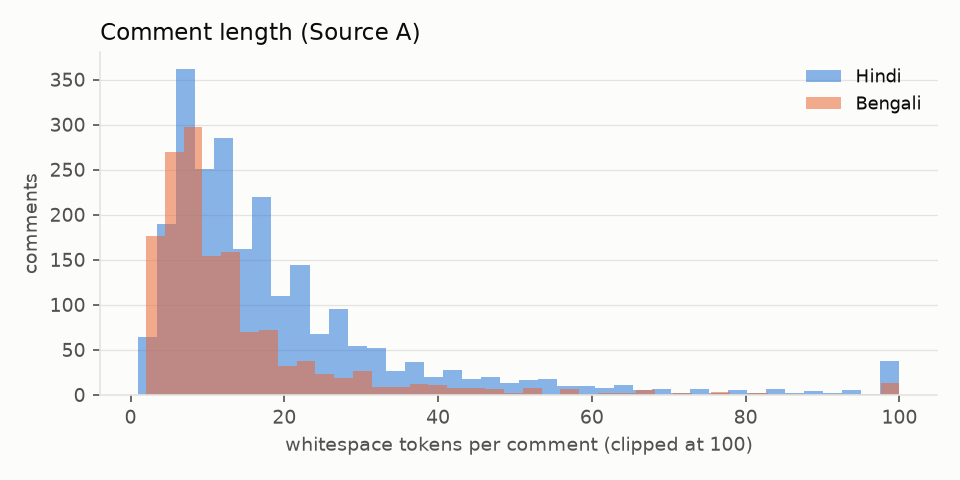 Comment length (Source A)
Hindi
Bengali
comments
350
300
250
200
150
100
50
0
0 20 40 60 80 100
whitespace tokens per comment (clipped at 100)